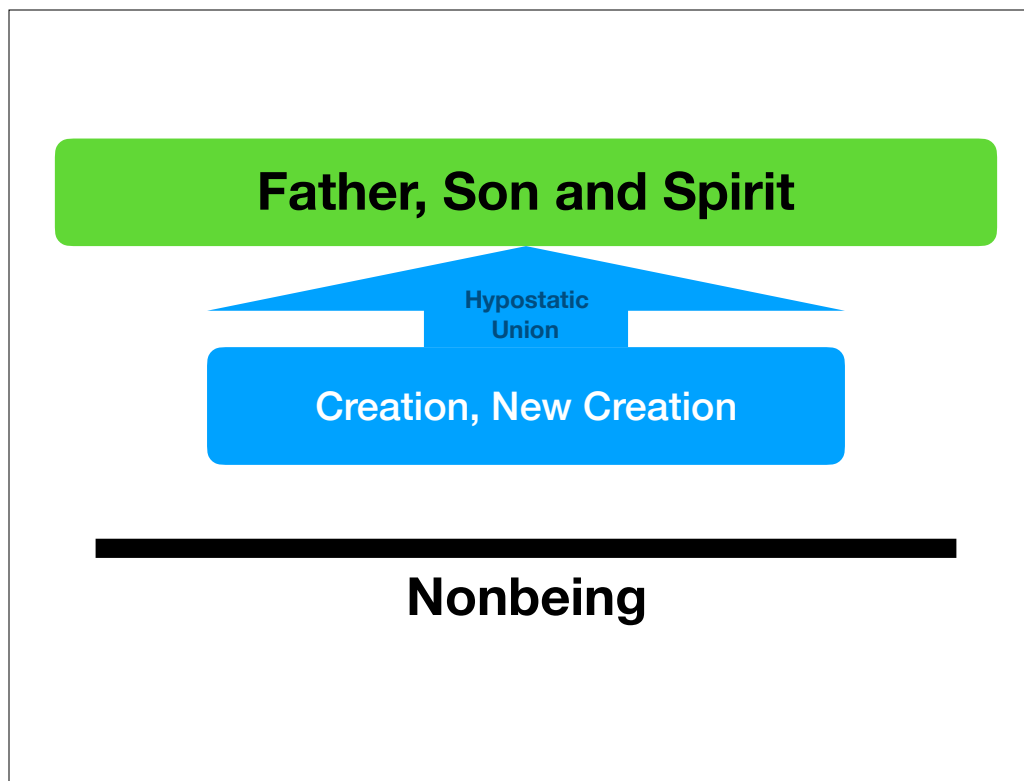 Father, Son and Spirit
Hypostatic
Union
Creation, New Creation
Nonbeing